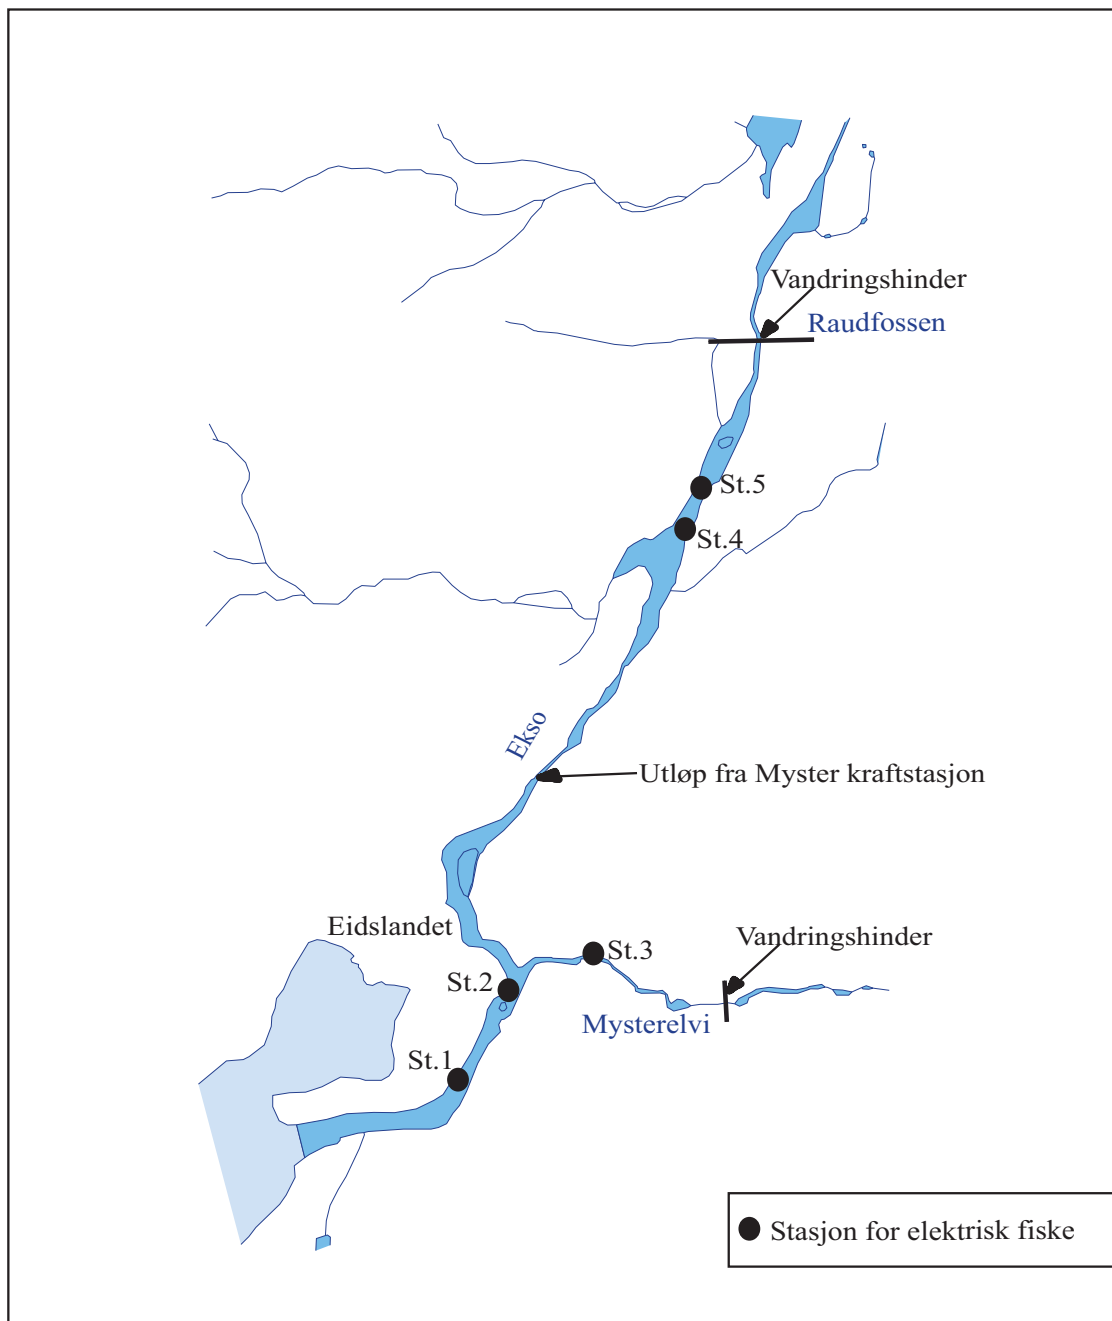 Vandringshinder
Raudfossen
St.5
St.4
Ekso
Utløp fra Myster kraftstasjon
Eidslandet
Vandringshinder
St.3
St.2
Mysterelvi
St.1
Stasjon for elektrisk fiske